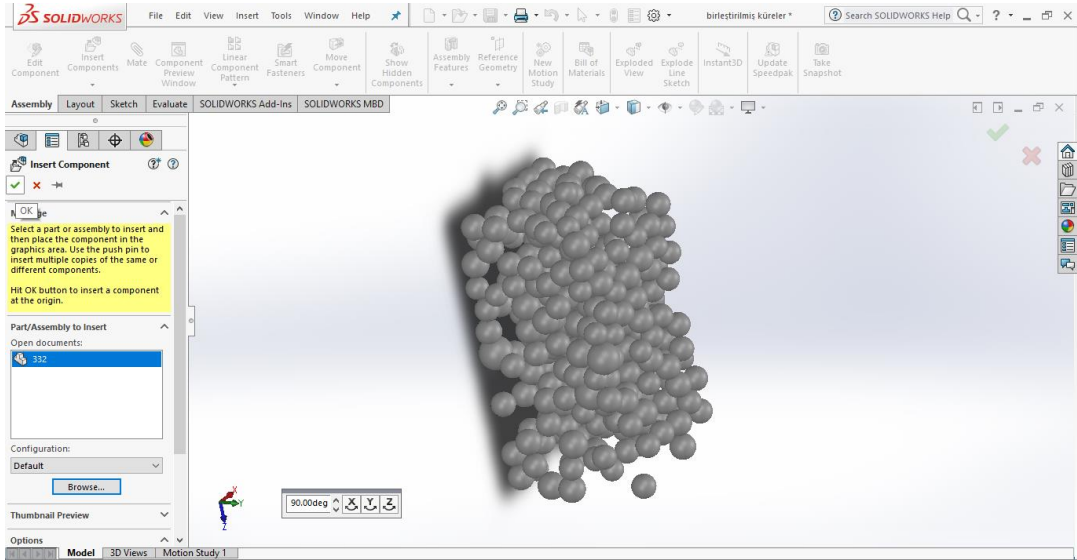 SOLIDWORKS File Edit View Insert Tools Window Help birleştirilmiş küreler * Search SOLIDWORKS Help ?
Edit Component
Insert Components
Mate
Component Preview Window
Linear Component Pattern
Smart Fasteners
Move Component
Show Hidden Components
Assembly Features
Reference Geometry
New Motion Study
Bill of Materials
Exploded View
Explode Line Sketch
Instant3D
Update Speedpak
Take Snapshot
Assembly Layout Sketch Evaluate SOLIDWORKS Add-Ins SOLIDWORKS MBD
Insert Component
OK
Select a part or assembly to insert and
then place the component in the
graphics area. Use the push pin to
insert multiple copies of the same or
different components.
Hit OK button to insert a component
at the origin.
Part/Assembly to Insert
Open documents:
332
Configuration:
Default
Browse...
Thumbnail Preview
Options
X
Y
Z
90.00deg X Y Z
Model 3D Views Motion Study 1